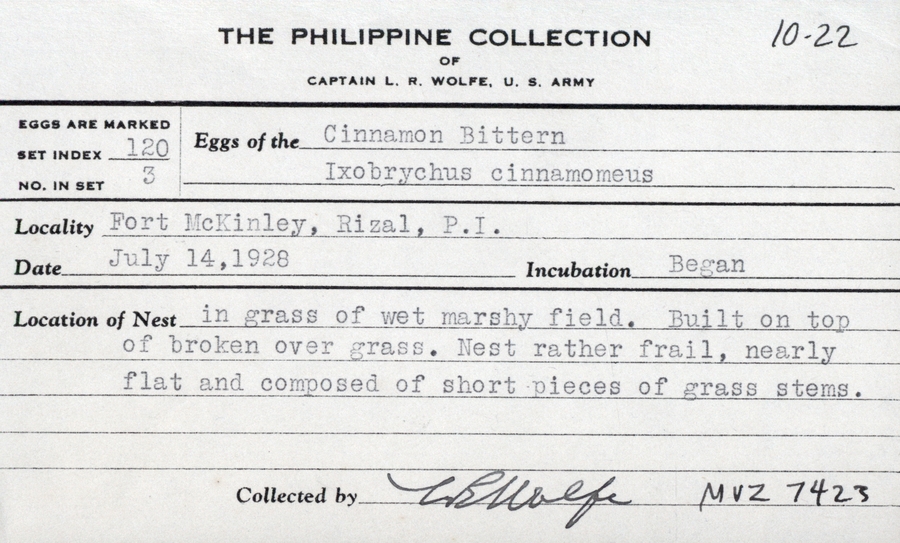 THE PHILIPPINE COLLECTION
10-22
OF
CAPTAIN L. R. WOLFE, U. S. ARMY
EGGS ARE MARKED
SET INDEX 120
NO. IN SET 3
Eggs of the Cinnamon Bittern
Ixobrychus cinnamomeus
Locality Fort McKinley, Rizal, P.I.
Date July 14,1928 Incubation Began
Location of Nest in grass of wet marshy field. Built on top
of broken over grass. Nest rather frail, nearly
flat and composed of short pieces of grass stems.
Collected by LRWolfe MVZ 7423